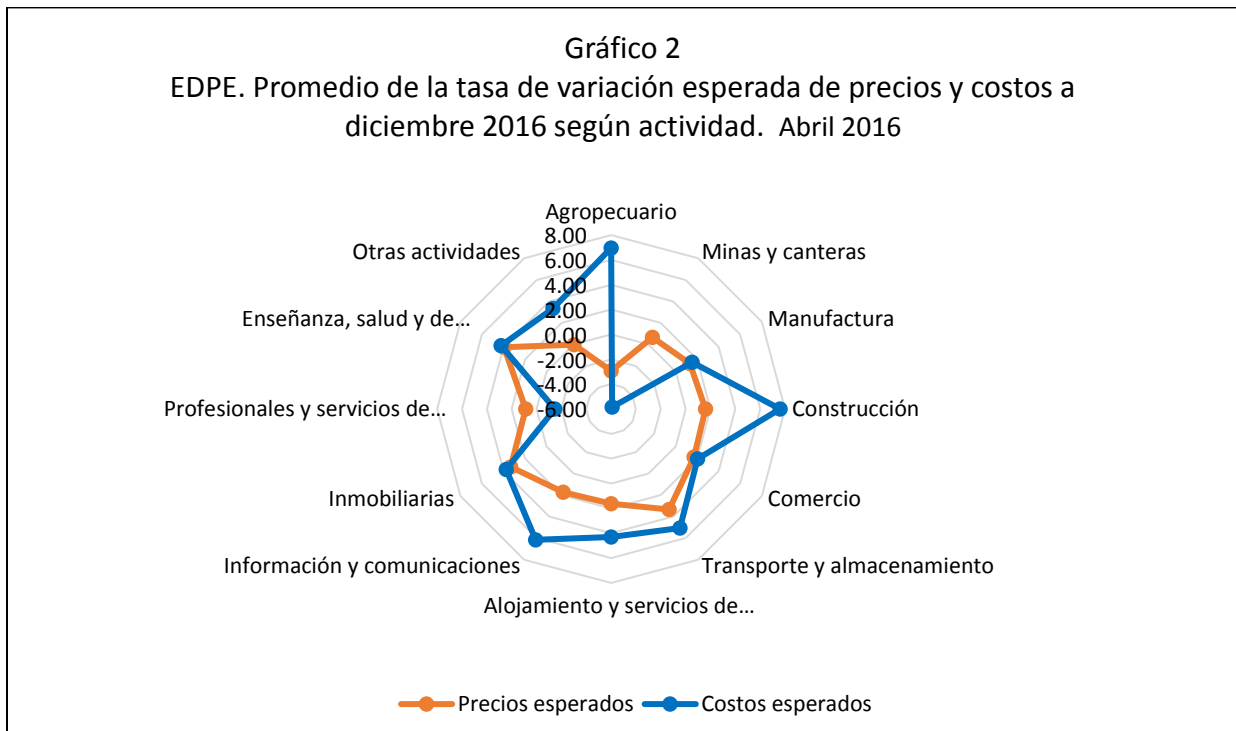 Gráfico 2
EDPE. Promedio de la tasa de variación esperada de precios y costos a
diciembre 2016 según actividad. Abril 2016
Agropecuario
8.00
6.00
4.00
2.00
0.00
-2.00
-4.00
-6.00
Minas y canteras
Manufactura
Construcción
Comercio
Transporte y almacenamiento
Alojamiento y servicios de...
Información y comunicaciones
Inmobiliarias
Profesionales y servicios de...
Enseñanza, salud y de...
Otras actividades
Precios esperados
Costos esperados